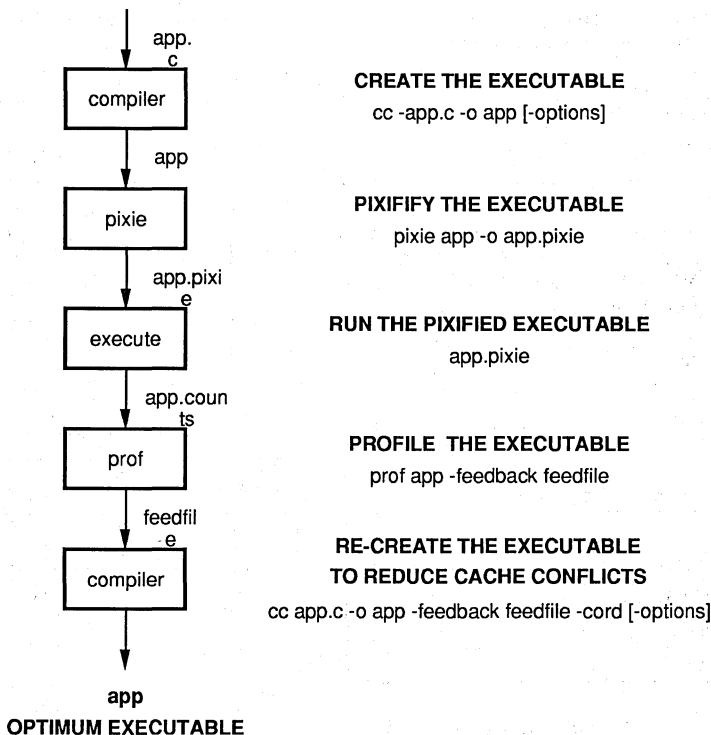 app.
c
compiler
CREATE THE EXECUTABLE
cc -app.c -o app [-options]
app
pixie
PIXIFIFY THE EXECUTABLE
pixie app -o app.pixie
app.pixi
e
execute
RUN THE PIXIFIED EXECUTABLE
app.pixie
app.coun
ts
prof
PROFILE THE EXECUTABLE
prof app -feedback feedfile
feedfil
e
compiler
RE-CREATE THE EXECUTABLE
TO REDUCE CACHE CONFLICTS
cc app.c -o app -feedback feedfile -cord [-options]
app
OPTIMUM EXECUTABLE